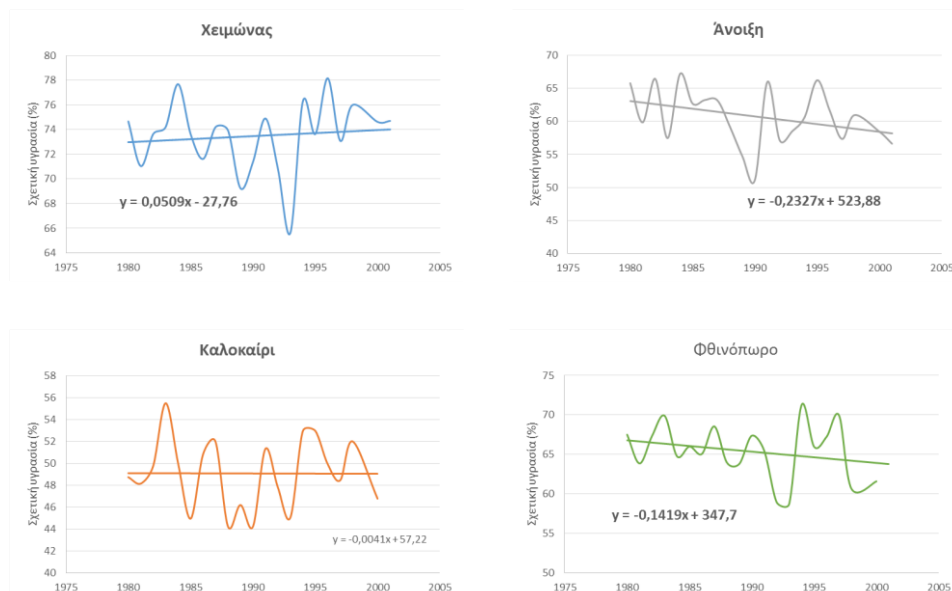 Χειμώνας
Σχετική υγρασία (%)
80
78
76
74
72
70
68
66
64
y = 0,0509x - 27,76
1975 1980 1985 1990 1995 2000 2005
Άνοιξη
Σχετική υγρασία (%)
70
65
60
55
50
45
40
y = -0,2327x + 523,88
1975 1980 1985 1990 1995 2000 2005
Καλοκαίρι
Σχετική υγρασία (%)
58
56
54
52
50
48
46
44
42
40
y = -0,0041x + 57,22
1975 1980 1985 1990 1995 2000 2005
Φθινόπωρο
Σχετική υγρασία (%)
75
70
65
60
55
50
y = -0,1419x + 347,7
1975 1980 1985 1990 1995 2000 2005